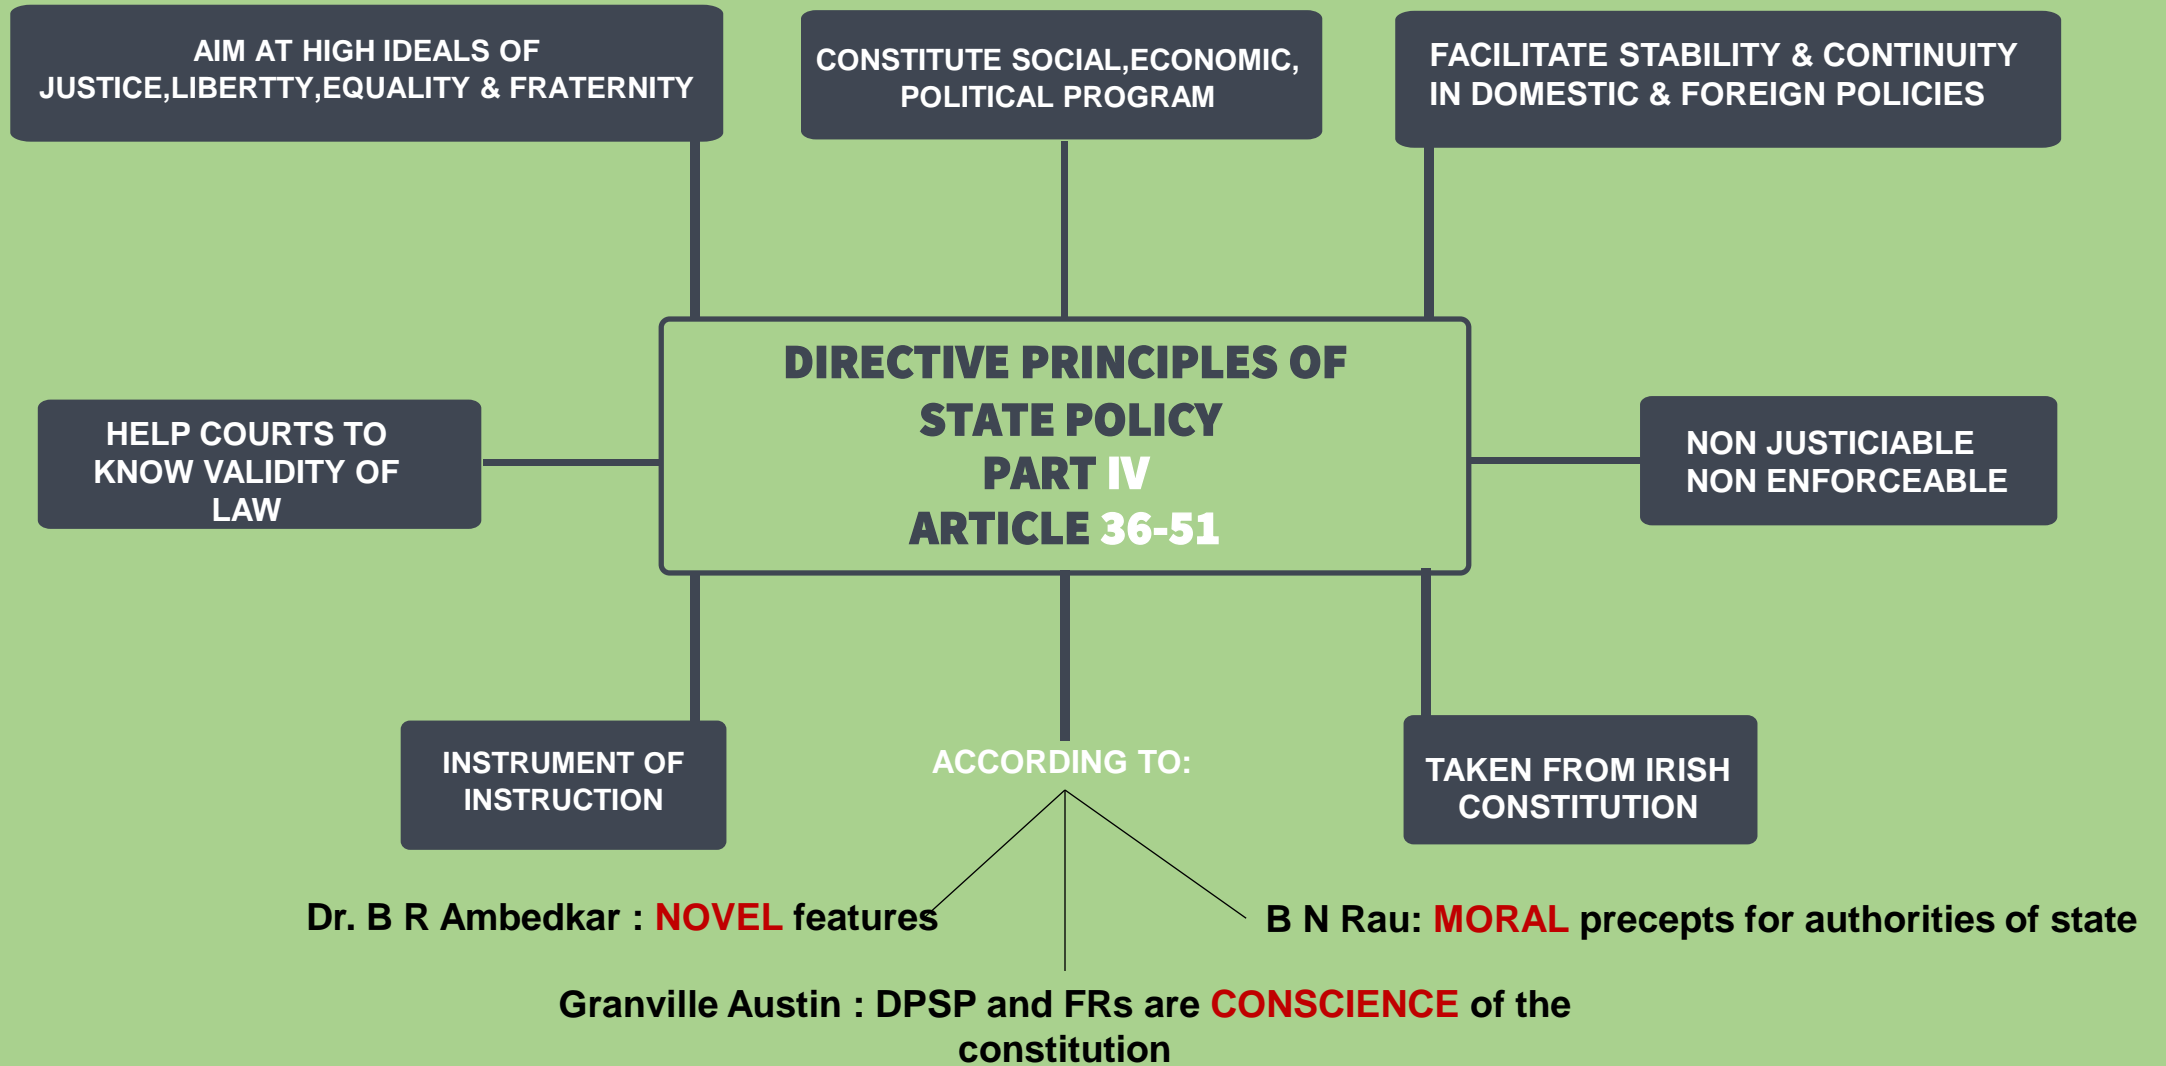 AIM AT HIGH IDEALS OF
JUSTICE,LIBERTTY,EQUALITY & FRATERNITY
CONSTITUTE SOCIAL,ECONOMIC,
POLITICAL PROGRAM
FACILITATE STABILITY & CONTINUITY
IN DOMESTIC & FOREIGN POLICIES
DIRECTIVE PRINCIPLES OF
STATE POLICY
PART IV
ARTICLE 36-51
HELP COURTS TO
KNOW VALIDITY OF
LAW
NON JUSTICIABLE
NON ENFORCEABLE
INSTRUMENT OF
INSTRUCTION
ACCORDING TO:
TAKEN FROM IRISH
CONSTITUTION
Dr. B R Ambedkar : NOVEL features
B N Rau: MORAL precepts for authorities of state
Granville Austin : DPSP and FRs are CONSCIENCE of the
constitution